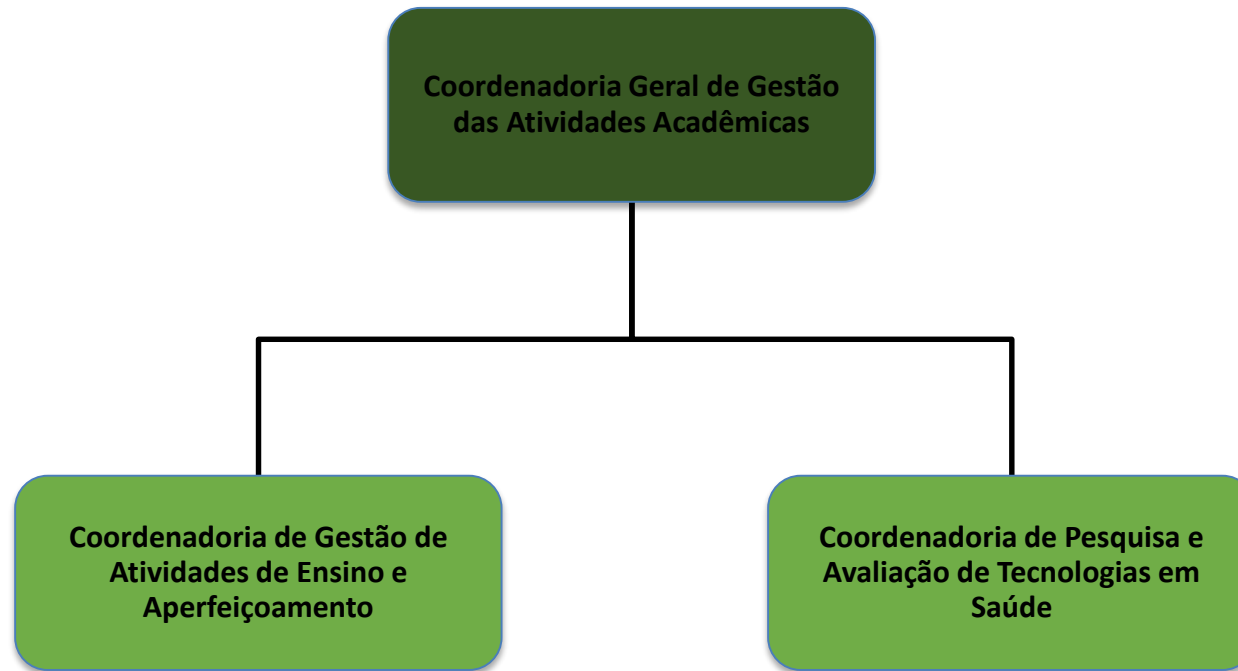 Coordenadoria Geral de Gestão
das Atividades Acadêmicas
Coordenadoria de Gestão de
Atividades de Ensino e
Aperfeiçoamento
Coordenadoria de Pesquisa e
Avaliação de Tecnologias em
Saúde